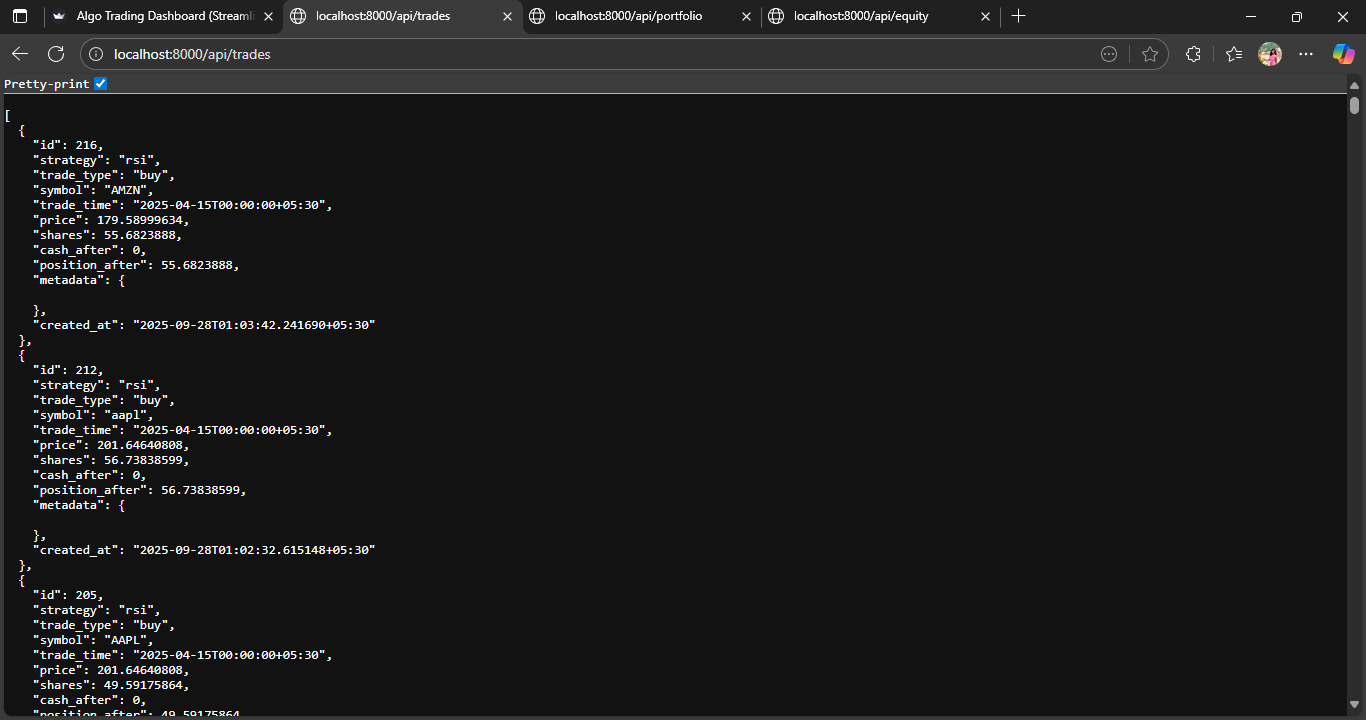 Algo Trading Dashboard (Streamli
localhost:8000/api/trades
localhost:8000/api/portfolio
localhost:8000/api/equity
localhost:8000/api/trades
Pretty-print
[
  {
    "id": 216,
    "strategy": "rsi",
    "trade_type": "buy",
    "symbol": "AMZN",
    "trade_time": "2025-04-15T00:00:00+05:30",
    "price": 179.58999634,
    "shares": 55.6823888,
    "cash_after": 0,
    "position_after": 55.6823888,
    "metadata": {

    },
    "created_at": "2025-09-28T01:03:42.241690+05:30"
  },
  {
    "id": 212,
    "strategy": "rsi",
    "trade_type": "buy",
    "symbol": "aapl",
    "trade_time": "2025-04-15T00:00:00+05:30",
    "price": 201.64640808,
    "shares": 56.73838599,
    "cash_after": 0,
    "position_after": 56.73838599,
    "metadata": {

    },
    "created_at": "2025-09-28T01:02:32.615148+05:30"
  },
  {
    "id": 205,
    "strategy": "rsi",
    "trade_type": "buy",
    "symbol": "AAPL",
    "trade_time": "2025-04-15T00:00:00+05:30",
    "price": 201.64640808,
    "shares": 49.59175864,
    "cash_after": 0,
    "position_after": 49.59175864